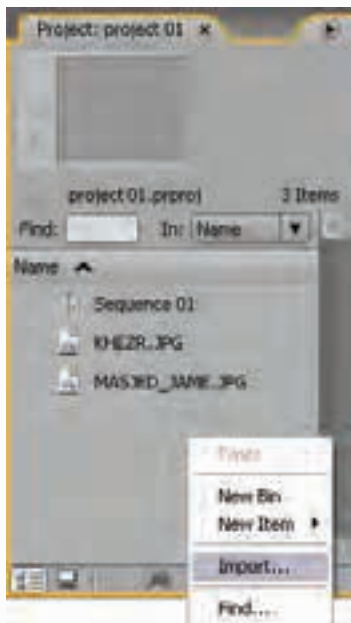 Project: project 01 ×
project 01.prproj 3 Items
Find: In: Name
Name
Sequence 01
KHEZR.JPG
MASJED_JAME.JPG
Paste
New Bin
New Item
Import...
Find...